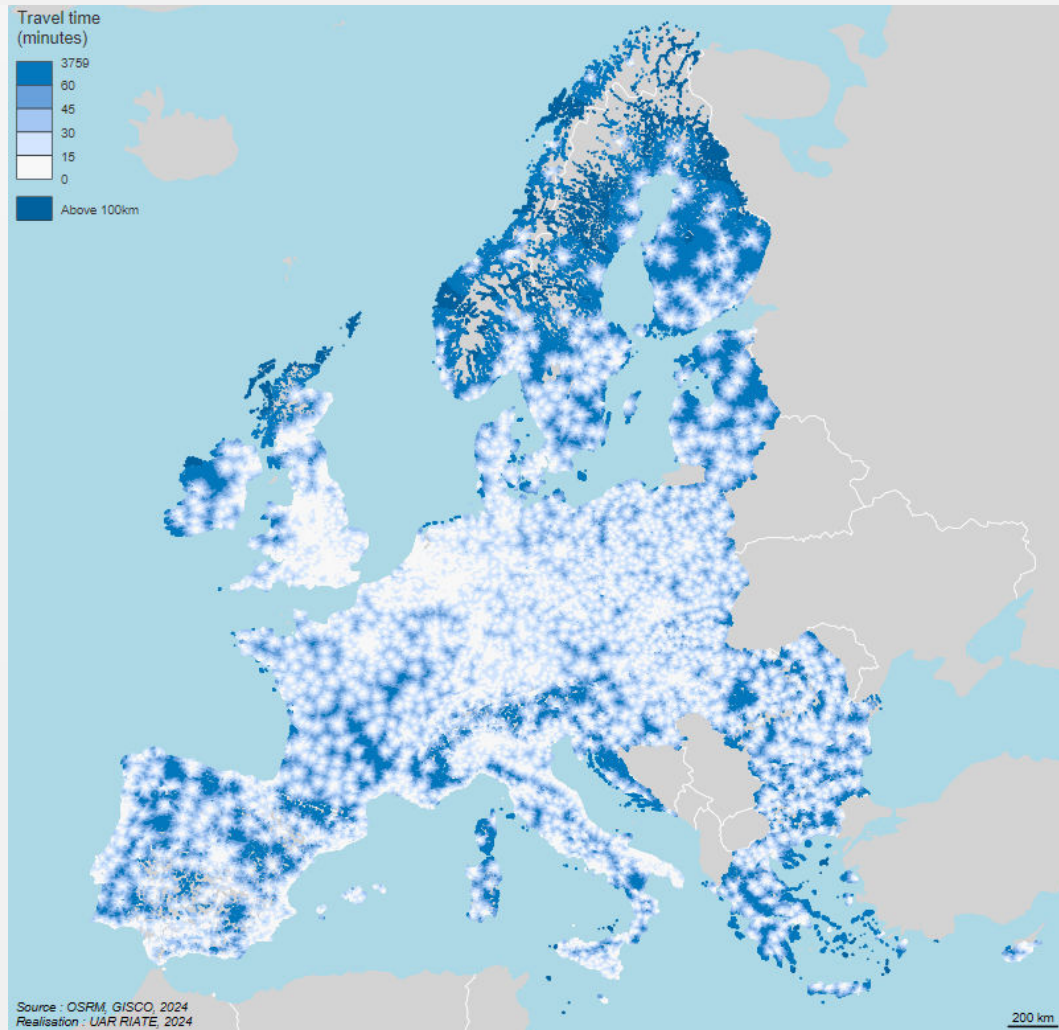 Travel time
(minutes)
3759
60
45
30
15
0
Above 100km
Source : OSRM, GISCO, 2024
Realisation : UAR RIATE, 2024
200 km